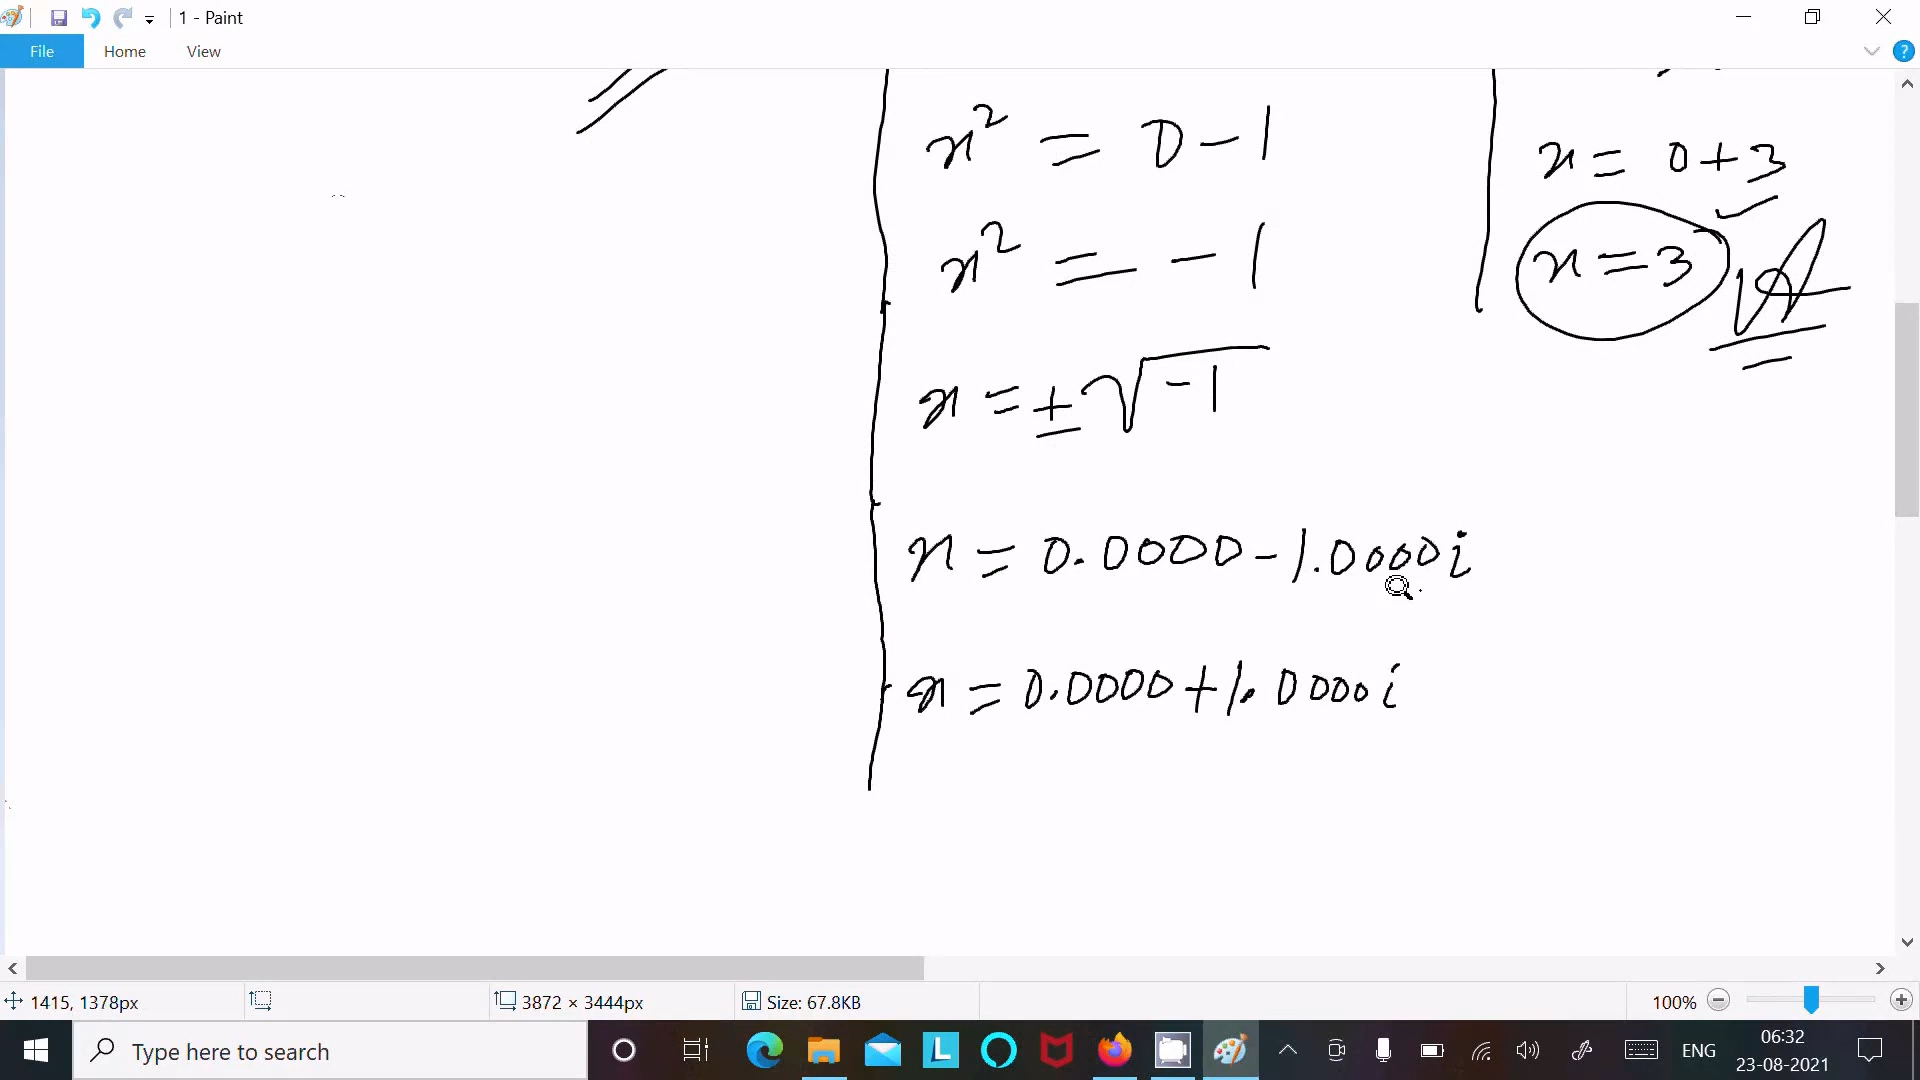 1 - Paint
File Home View
x² = 0 - 1
x² = - 1
x = ± √-1
x = 0.0000 - 1.0000i
x = 0.0000 + 1.0000i
x = 0 + 3
x = 3
1415, 1378px
3872 × 3444px
Size: 67.8KB
100%
Type here to search
ENG
06:32
23-08-2021